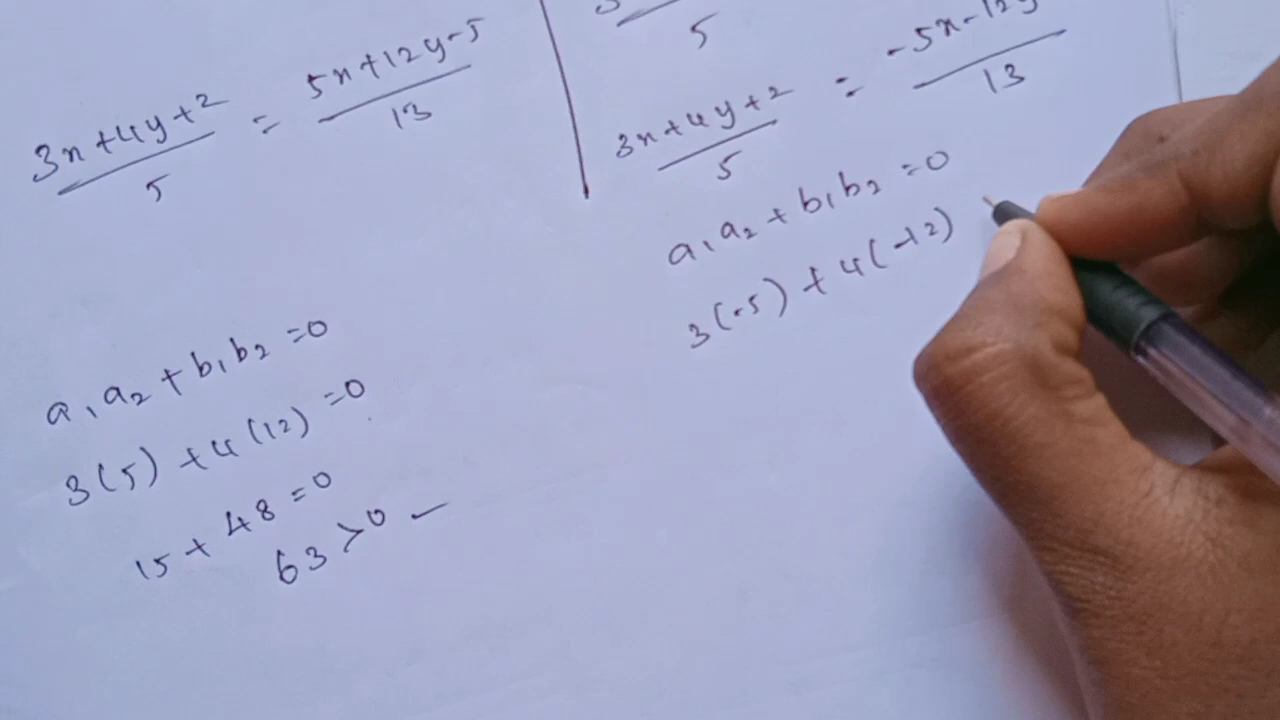 3x+4y+2/5 = 5x+12y-5/13
5
3x+4y+2/5 = -5x-12y/13
a₁a₂ + b₁b₂ = 0
3(-5) + 4(-12)
a₁a₂ + b₁b₂ = 0
3(5) + 4(12) = 0
15 + 48 = 0
63 > 0 -